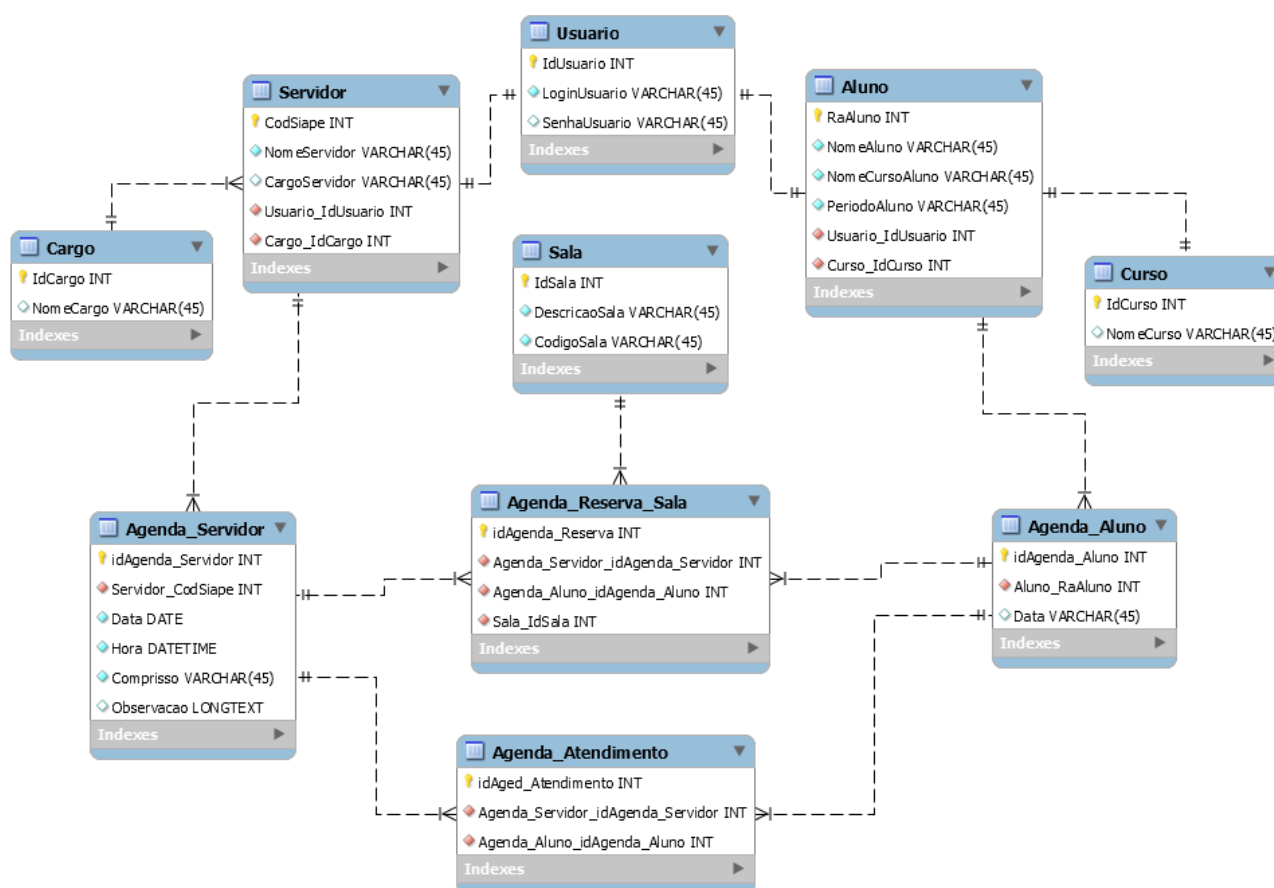 Usuario
IdUsuario INT
LoginUsuario VARCHAR(45)
SenhaUsuario VARCHAR(45)
Indexes
Servidor
CodSiape INT
NomeServidor VARCHAR(45)
CargoServidor VARCHAR(45)
Usuario_IdUsuario INT
Cargo_IdCargo INT
Indexes
Aluno
RaAluno INT
NomeAluno VARCHAR(45)
NomeCursoAluno VARCHAR(45)
PeriodoAluno VARCHAR(45)
Usuario_IdUsuario INT
Curso_IdCurso INT
Indexes
Cargo
IdCargo INT
NomeCargo VARCHAR(45)
Indexes
Sala
IdSala INT
DescricaoSala VARCHAR(45)
CodigoSala VARCHAR(45)
Indexes
Curso
IdCurso INT
NomeCurso VARCHAR(45)
Indexes
Agenda_Servidor
idAgenda_Servidor INT
Servidor_CodSiape INT
Data DATE
Hora DATETIME
Comprisso VARCHAR(45)
Observacao LONGTEXT
Indexes
Agenda_Reserva_Sala
idAgenda_Reserva INT
Agenda_Servidor_idAgenda_Servidor INT
Agenda_Aluno_idAgenda_Aluno INT
Sala_IdSala INT
Indexes
Agenda_Aluno
idAgenda_Aluno INT
Aluno_RaAluno INT
Data VARCHAR(45)
Indexes
Agenda_Atendimento
idAged_Atendimento INT
Agenda_Servidor_idAgenda_Servidor INT
Agenda_Aluno_idAgenda_Aluno INT
Indexes